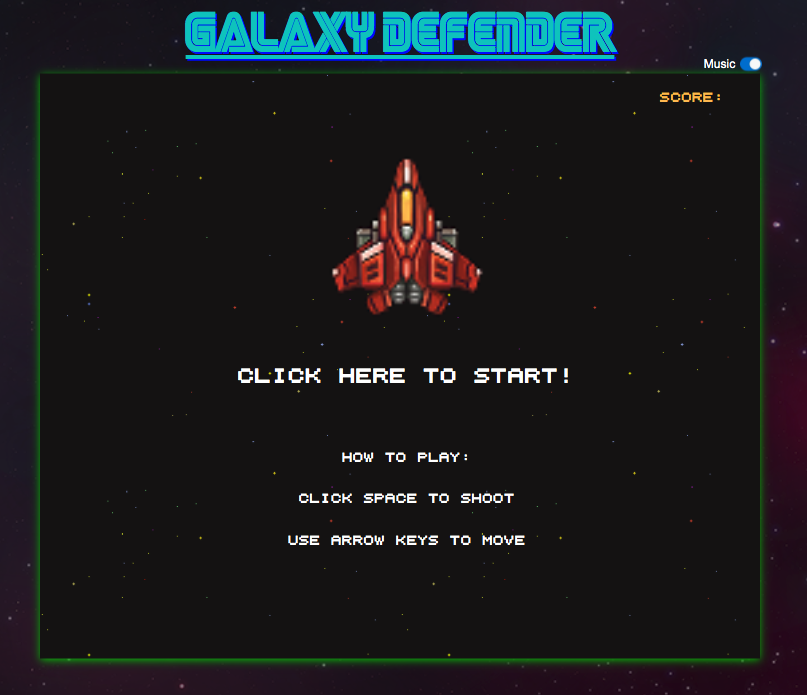 GALAXY DEFENDER
Music
SCORE:
CLICK HERE TO START!
HOW TO PLAY:
CLICK SPACE TO SHOOT
USE ARROW KEYS TO MOVE